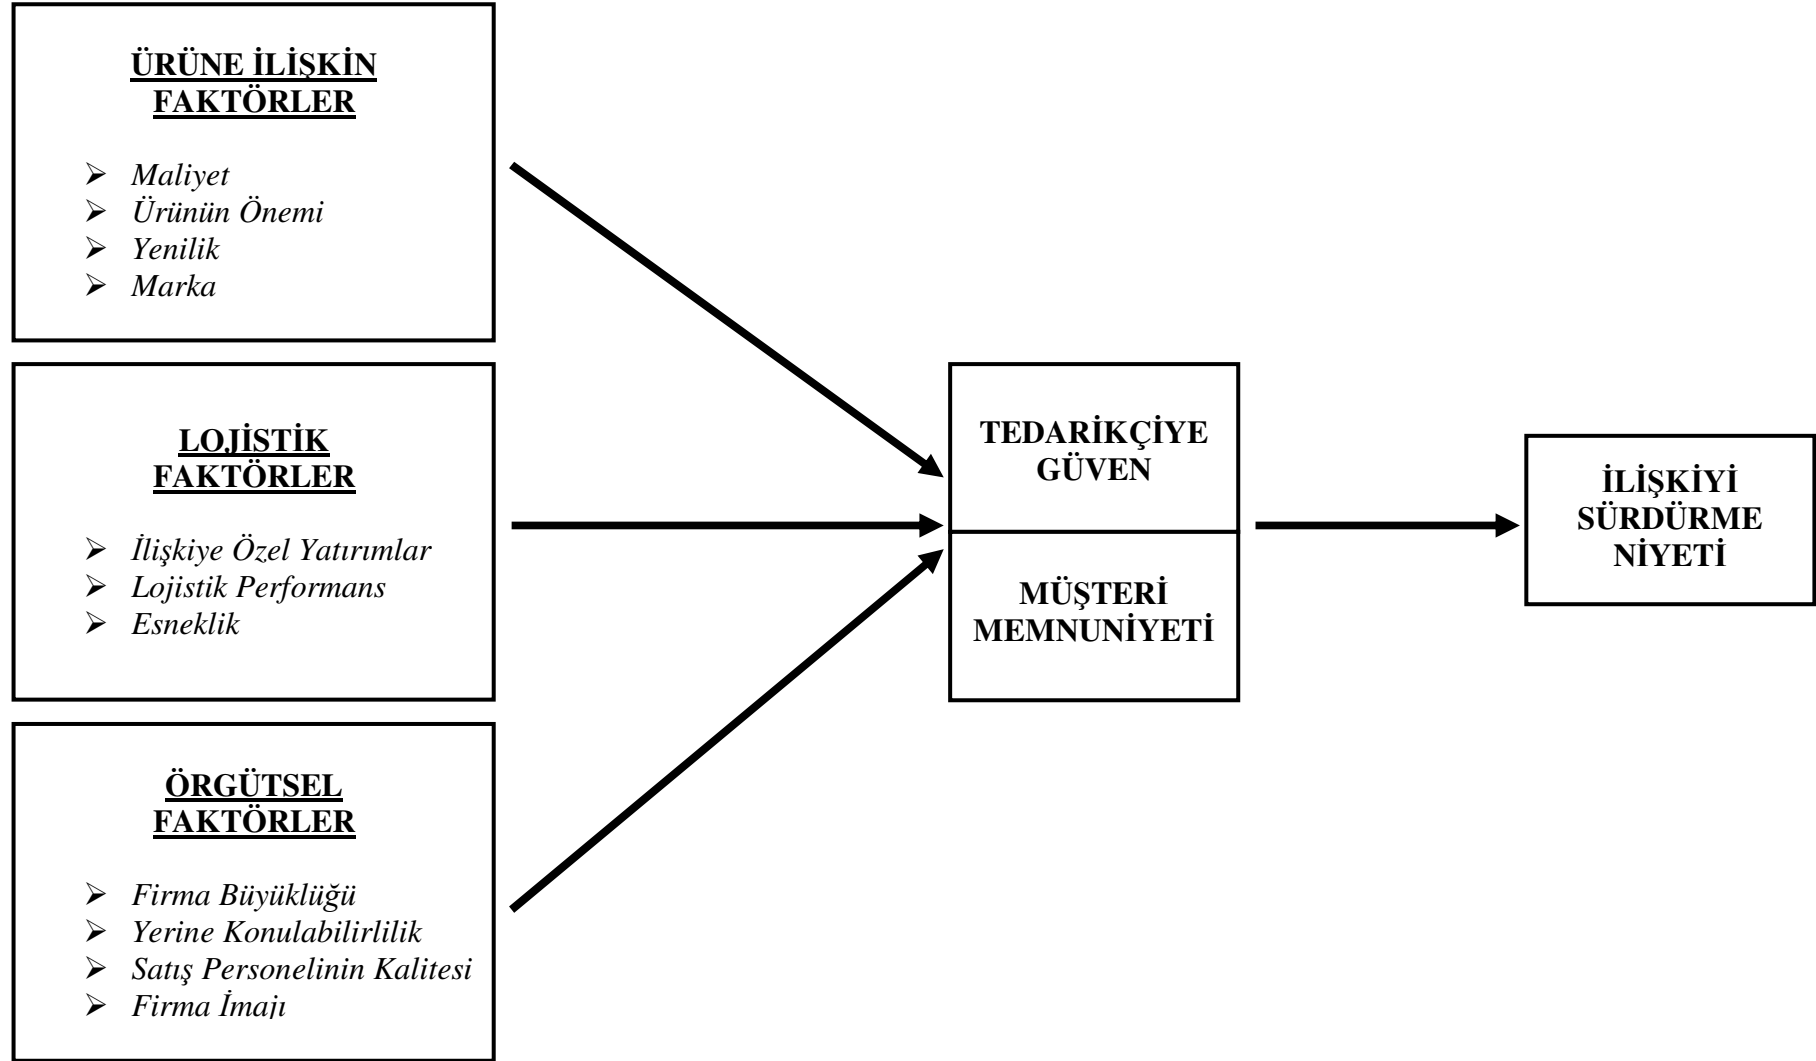 ÜRÜNE İLİŞKİN
FAKTÖRLER
➢ Maliyet
➢ Ürünün Önemi
➢ Yenilik
➢ Marka
LOJİSTİK
FAKTÖRLER
➢ İlişkiye Özel Yatırımlar
➢ Lojistik Performans
➢ Esneklik
ÖRGÜTSEL
FAKTÖRLER
➢ Firma Büyüklüğü
➢ Yerine Konulabilirlilik
➢ Satış Personelinin Kalitesi
➢ Firma İmajı
TEDARİKÇİYE
GÜVEN
MÜŞTERİ
MEMNUNİYETİ
İLİŞKİYİ
SÜRDÜRME
NİYETİ